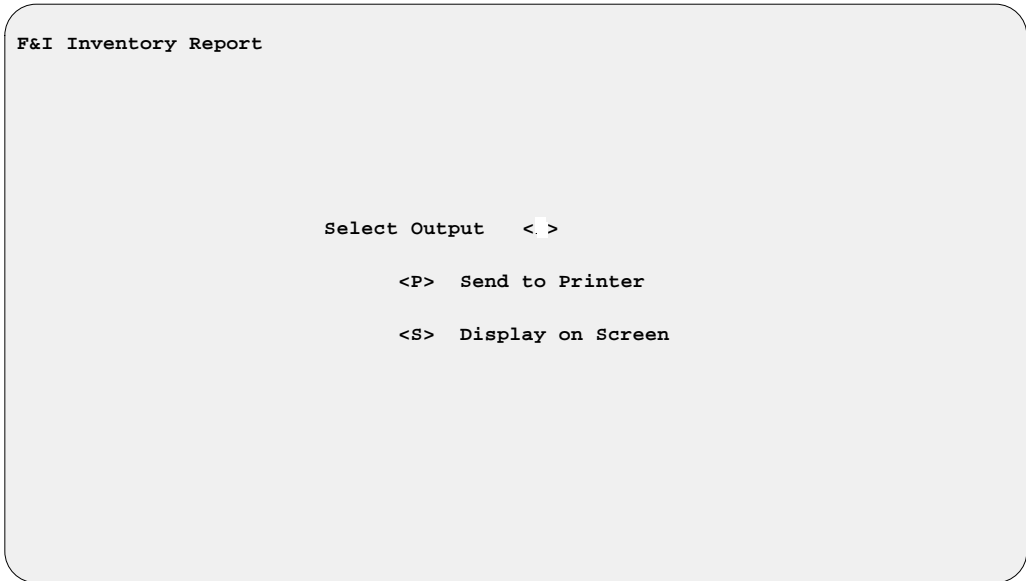 F&I Inventory Report
Select Output <.>
<P> Send to Printer
<S> Display on Screen